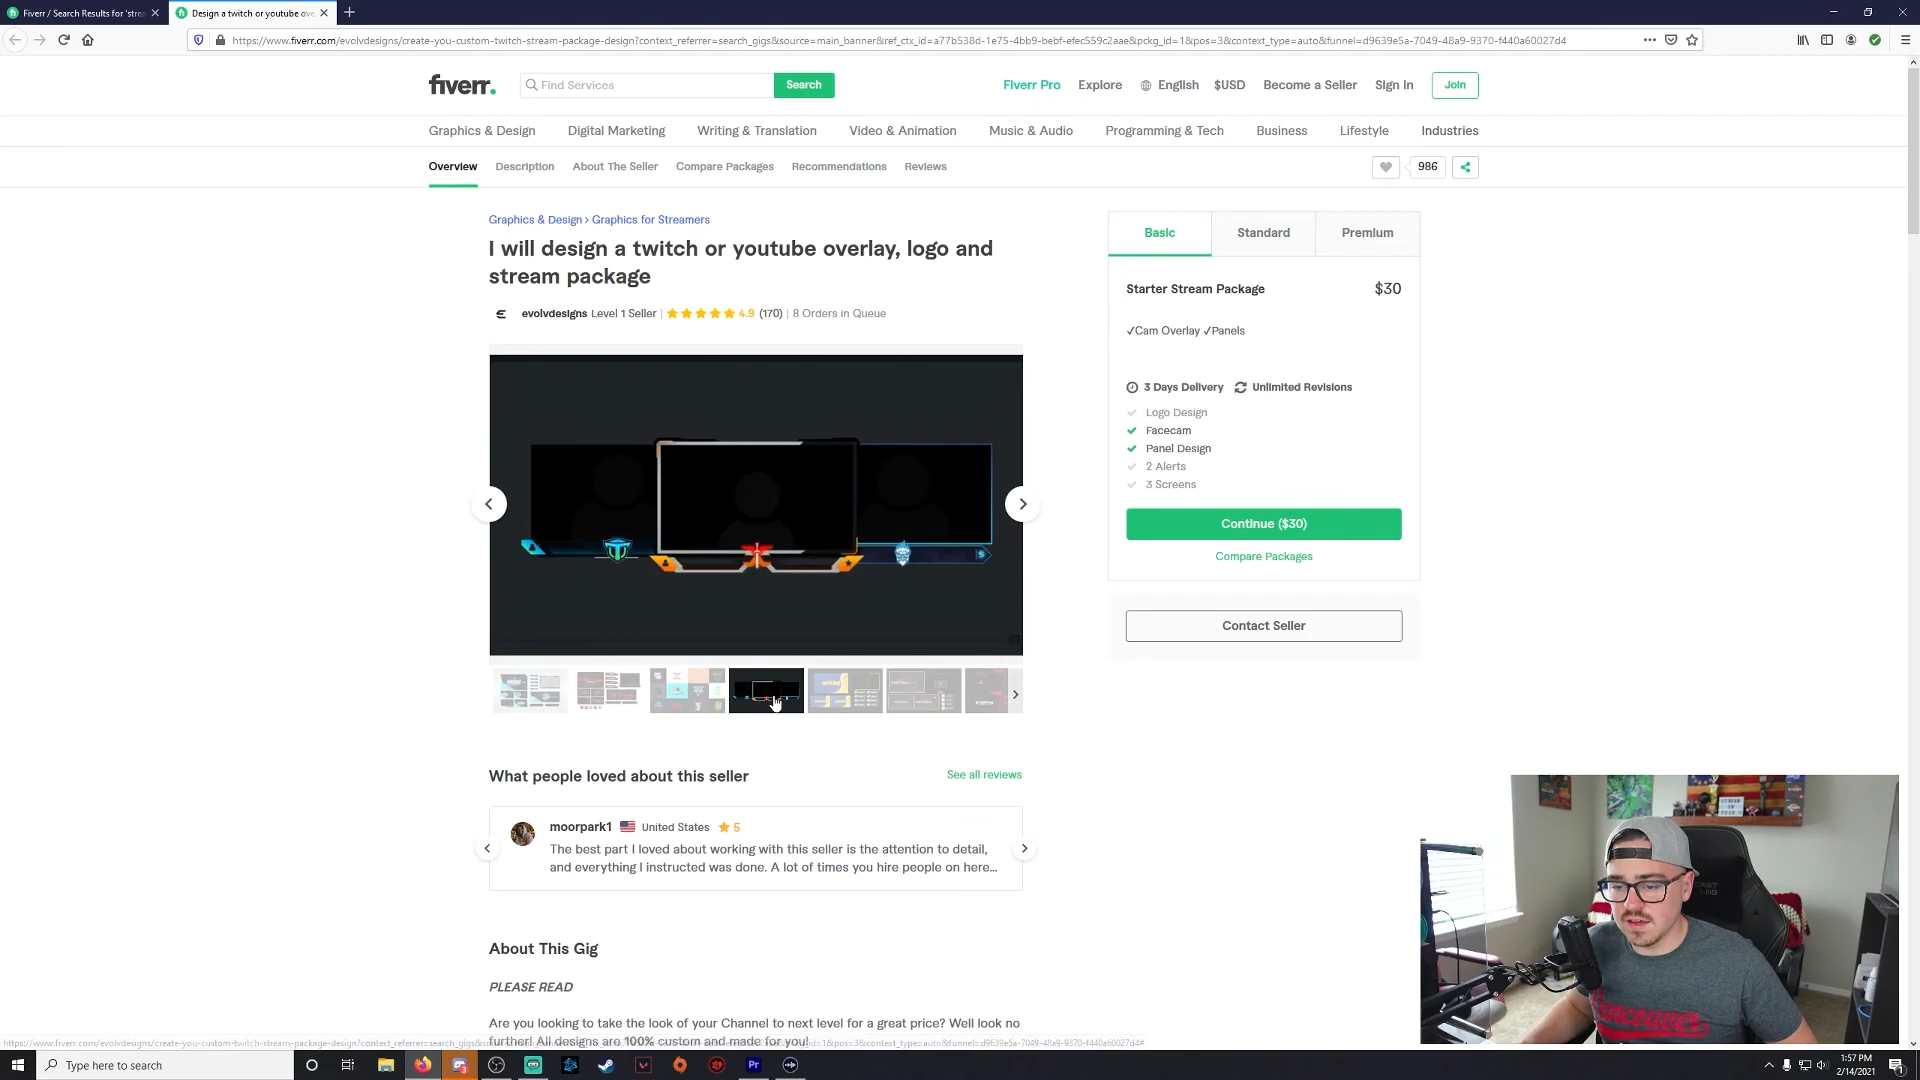 Fiverr / Search Results for 'stre
Design a twitch or youtube ov
https://www.fiverr.com/evolvdesigns/create-you-custom-twitch-stream-package-design?context_referrer=search_gigs&source=main_banner&ref_ctx_id=a77b538d-1e75-4bb9-bebf-efec559c2aae&pckg_id=1&pos=3&context_type=auto&funnel=d9639e5a-7049-48a9-9370-f440a60027d4
fiverr.
Find Services
Search
Fiverr Pro
Explore
English
$USD
Become a Seller
Sign In
Join
Graphics & Design
Digital Marketing
Writing & Translation
Video & Animation
Music & Audio
Programming & Tech
Business
Lifestyle
Industries
Overview
Description
About The Seller
Compare Packages
Recommendations
Reviews
986
Graphics & Design › Graphics for Streamers
I will design a twitch or youtube overlay, logo and
stream package
evolvdesigns Level 1 Seller | 4.9 (170) | 8 Orders in Queue
Basic
Standard
Premium
Starter Stream Package
$30
✓Cam Overlay ✓Panels
3 Days Delivery
Unlimited Revisions
Logo Design
Facecam
Panel Design
2 Alerts
3 Screens
Continue ($30)
Compare Packages
Contact Seller
What people loved about this seller
See all reviews
moorpark1
United States
5
The best part I loved about working with this seller is the attention to detail,
and everything I instructed was done. A lot of times you hire people on here...
About This Gig
PLEASE READ
Are you looking to take the look of your Channel to next level for a great price? Well look no
further! All designs are 100% custom and made for you!
Type here to search
1:57 PM
2/14/2021